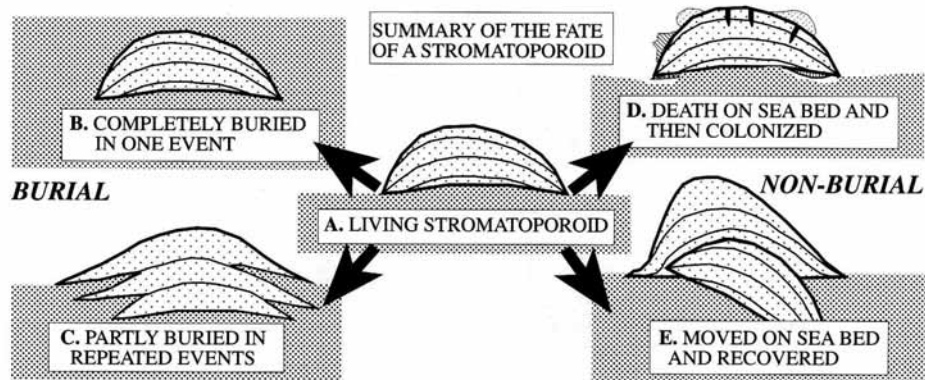 SUMMARY OF THE FATE
OF A STROMATOPOROID
B. COMPLETELY BURIED
IN ONE EVENT
D. DEATH ON SEA BED AND
THEN COLONIZED
BURIAL
NON-BURIAL
A. LIVING STROMATOPOROID
C. PARTLY BURIED IN
REPEATED EVENTS
E. MOVED ON SEA BED
AND RECOVERED